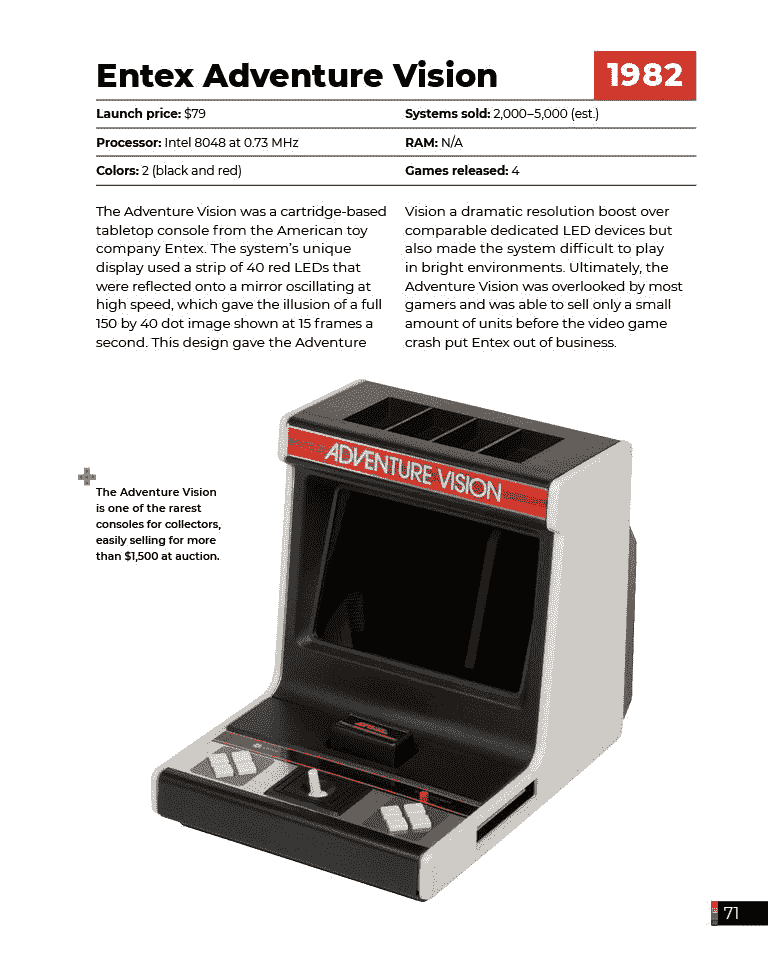 Entex Adventure Vision
1982
Launch price: $79
Systems sold: 2,000–5,000 (est.)
Processor: Intel 8048 at 0.73 MHz
RAM: N/A
Colors: 2 (black and red)
Games released: 4
The Adventure Vision was a cartridge-based
tabletop console from the American toy
company Entex. The system’s unique
display used a strip of 40 red LEDs that
were reflected onto a mirror oscillating at
high speed, which gave the illusion of a full
150 by 40 dot image shown at 15 frames a
second. This design gave the Adventure
Vision a dramatic resolution boost over
comparable dedicated LED devices but
also made the system difficult to play
in bright environments. Ultimately, the
Adventure Vision was overlooked by most
gamers and was able to sell only a small
amount of units before the video game
crash put Entex out of business.
ADVENTURE VISION
The Adventure Vision
is one of the rarest
consoles for collectors,
easily selling for more
than $1,500 at auction.
71